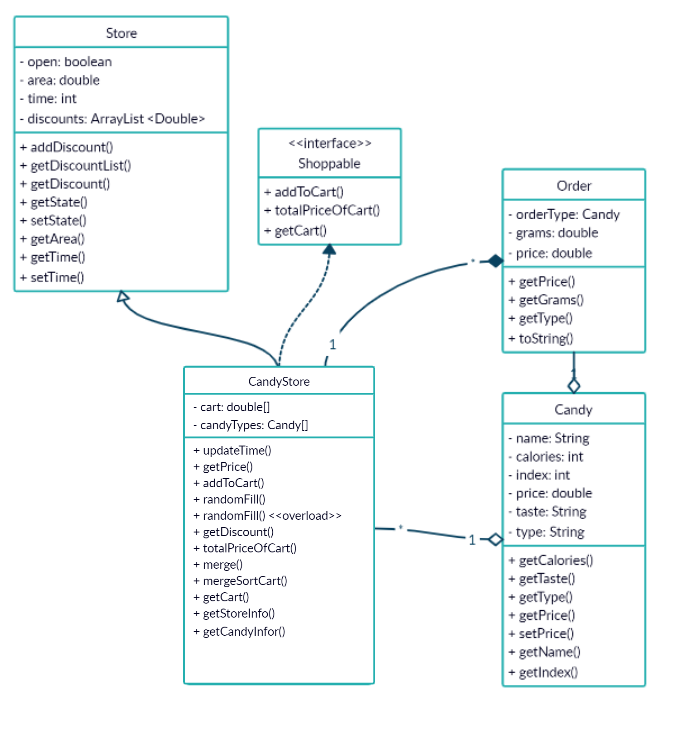 Store
- open: boolean
- area: double
- time: int
- discounts: ArrayList <Double>
+ addDiscount()
+ getDiscountList()
+ getDiscount()
+ getState()
+ setState()
+ getArea()
+ getTime()
+ setTime()
<<interface>>
Shoppable
+ addToCart()
+ totalPriceOfCart()
+ getCart()
Order
- orderType: Candy
- grams: double
- price: double
+ getPrice()
+ getGrams()
+ getType()
+ toString()
*
1
1
CandyStore
- cart: double[]
- candyTypes: Candy[]
+ updateTime()
+ getPrice()
+ addToCart()
+ randomFill()
+ randomFill() <<overload>>
+ getDiscount()
+ totalPriceOfCart()
+ merge()
+ mergeSortCart()
+ getCart()
+ getStoreInfo()
+ getCandyInfor()
*
1
Candy
- name: String
- calories: int
- index: int
- price: double
- taste: String
- type: String
+ getCalories()
+ getTaste()
+ getType()
+ getPrice()
+ setPrice()
+ getName()
+ getIndex()